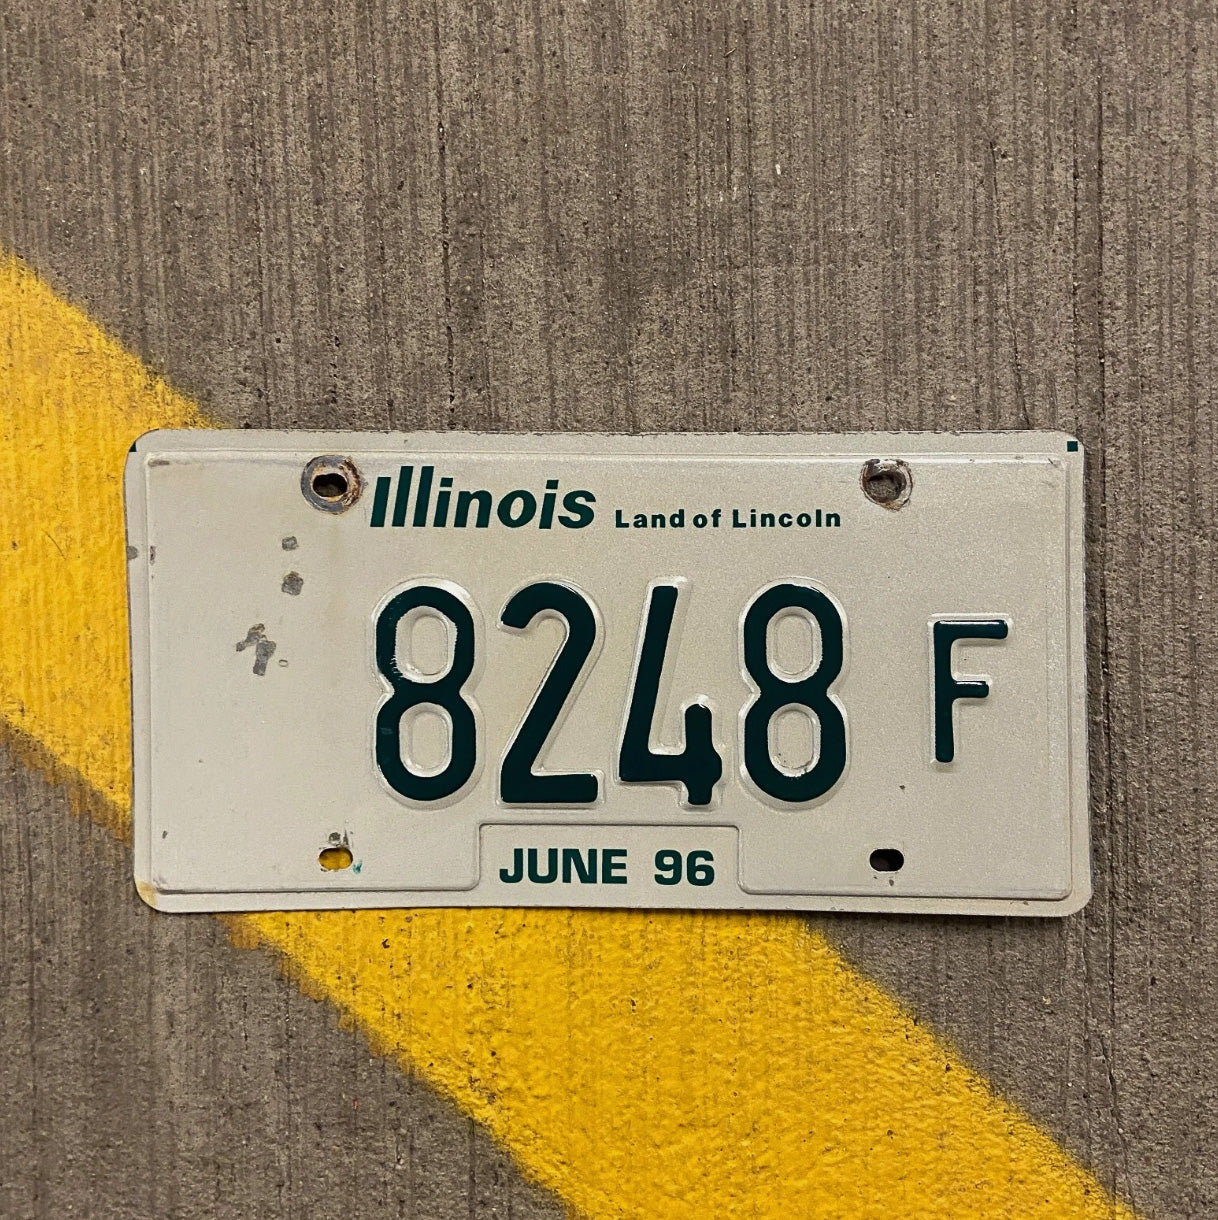 Illinois Land of Lincoln
8248 F
JUNE 96